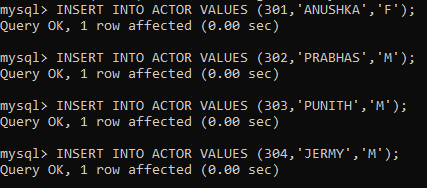 mysql> INSERT INTO ACTOR VALUES (301,'ANUSHKA','F');
Query OK, 1 row affected (0.00 sec)
mysql> INSERT INTO ACTOR VALUES (302,'PRABHAS','M');
Query OK, 1 row affected (0.00 sec)
mysql> INSERT INTO ACTOR VALUES (303,'PUNITH','M');
Query OK, 1 row affected (0.00 sec)
mysql> INSERT INTO ACTOR VALUES (304,'JERMY','M');
Query OK, 1 row affected (0.00 sec)